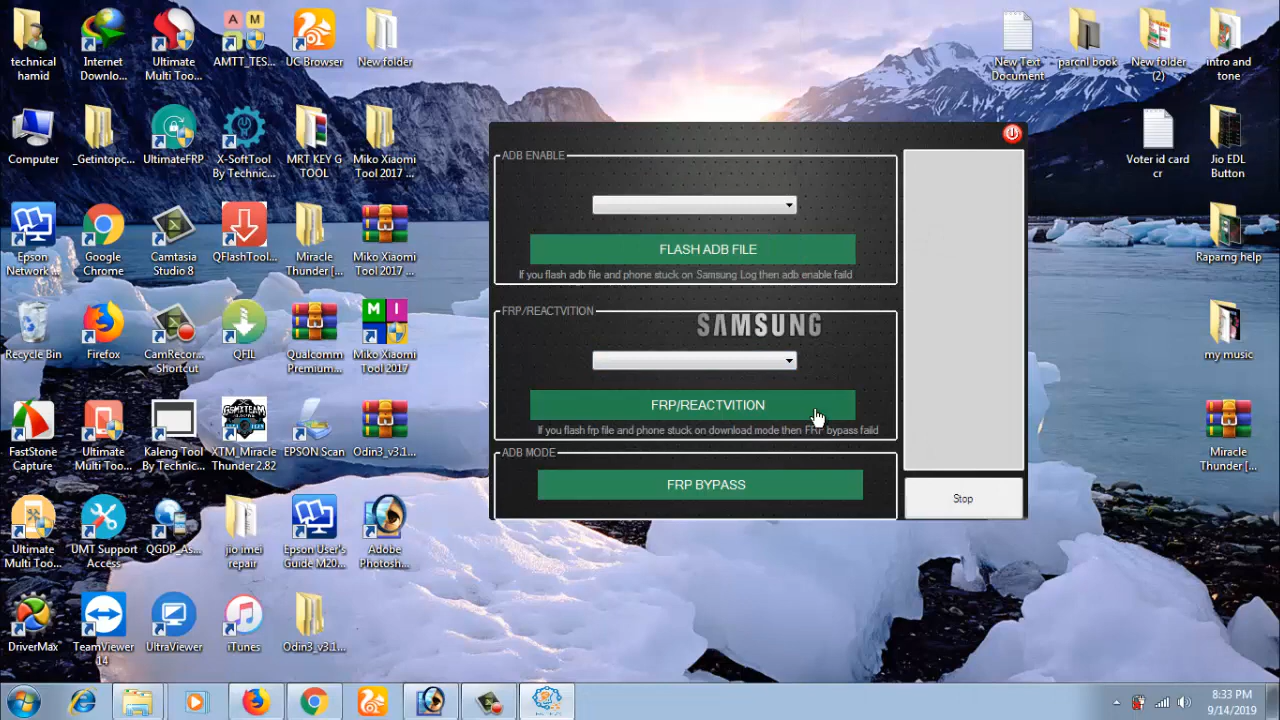 technical
hamid
Internet
Downlo...
Ultimate
Multi Too...
A M
AMTT_TES...
UC Browser
New folder
New Text
Document
parcnl book
New folder
(2)
intro and
tone
Computer
_Getintopc...
UltimateFRP
X-SoftTool
By Technic...
MRT KEY G
TOOL
Miko Xiaomi
Tool 2017 ...
Voter id card
cr
Jio EDL
Button
Epson
Network ...
Google
Chrome
Camtasia
Studio 8
QFlashTool...
Miracle
Thunder [...
Miko Xiaomi
Tool 2017 ...
Raparng help
Recycle Bin
Firefox
CamRecor...
- Shortcut
QFIL
Qualcomm
Premium...
M I
Miko Xiaomi
Tool 2017
my music
FastStone
Capture
Ultimate
Multi Too...
Kaleng Tool
By Technic...
GSMXTEAM
XTM_Miracle
Thunder 2.82
EPSON Scan
Odin3_v3.1...
Miracle
Thunder [...
Ultimate
Multi Too...
UMT Support
Access
QGDP_As...
jio imei
repair
Epson User's
Guide M20...
Adobe
Photosh...
DriverMax
TeamViewer
14
UltraViewer
iTunes
Odin3_v3.1...
ADB ENABLE
FLASH ADB FILE
If you flash adb file and phone stuck on Samsung Log then adb enable faild
FRP/REACTVITION
SAMSUNG
FRP/REACTVITION
If you flash frp file and phone stuck on download mode then FRP bypass faild
ADB MODE
FRP BYPASS
Stop
8:33 PM
9/14/2019